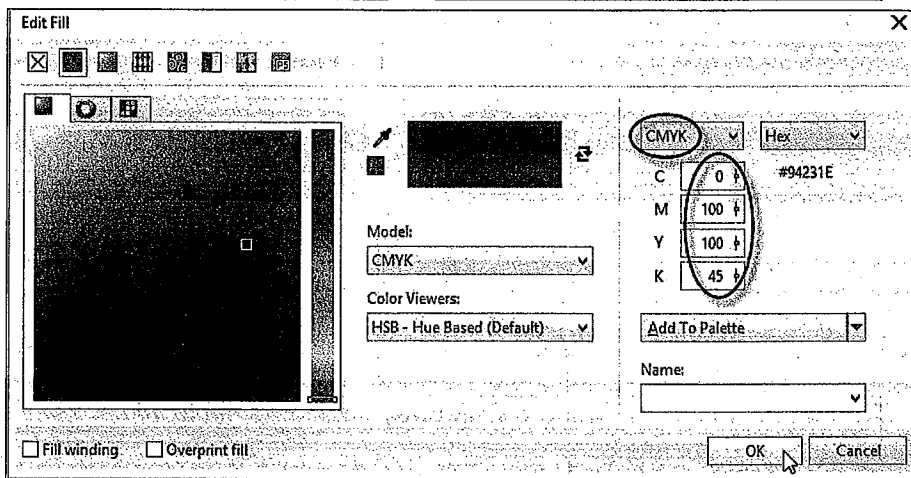 Edit Fill
CMYK
Hex
C 0
#94231E
M 100
Y 100
K 45
Model:
CMYK
Color Viewers:
HSB - Hue Based (Default)
Add To Palette
Name:
Fill winding
Overprint fill
OK
Cancel